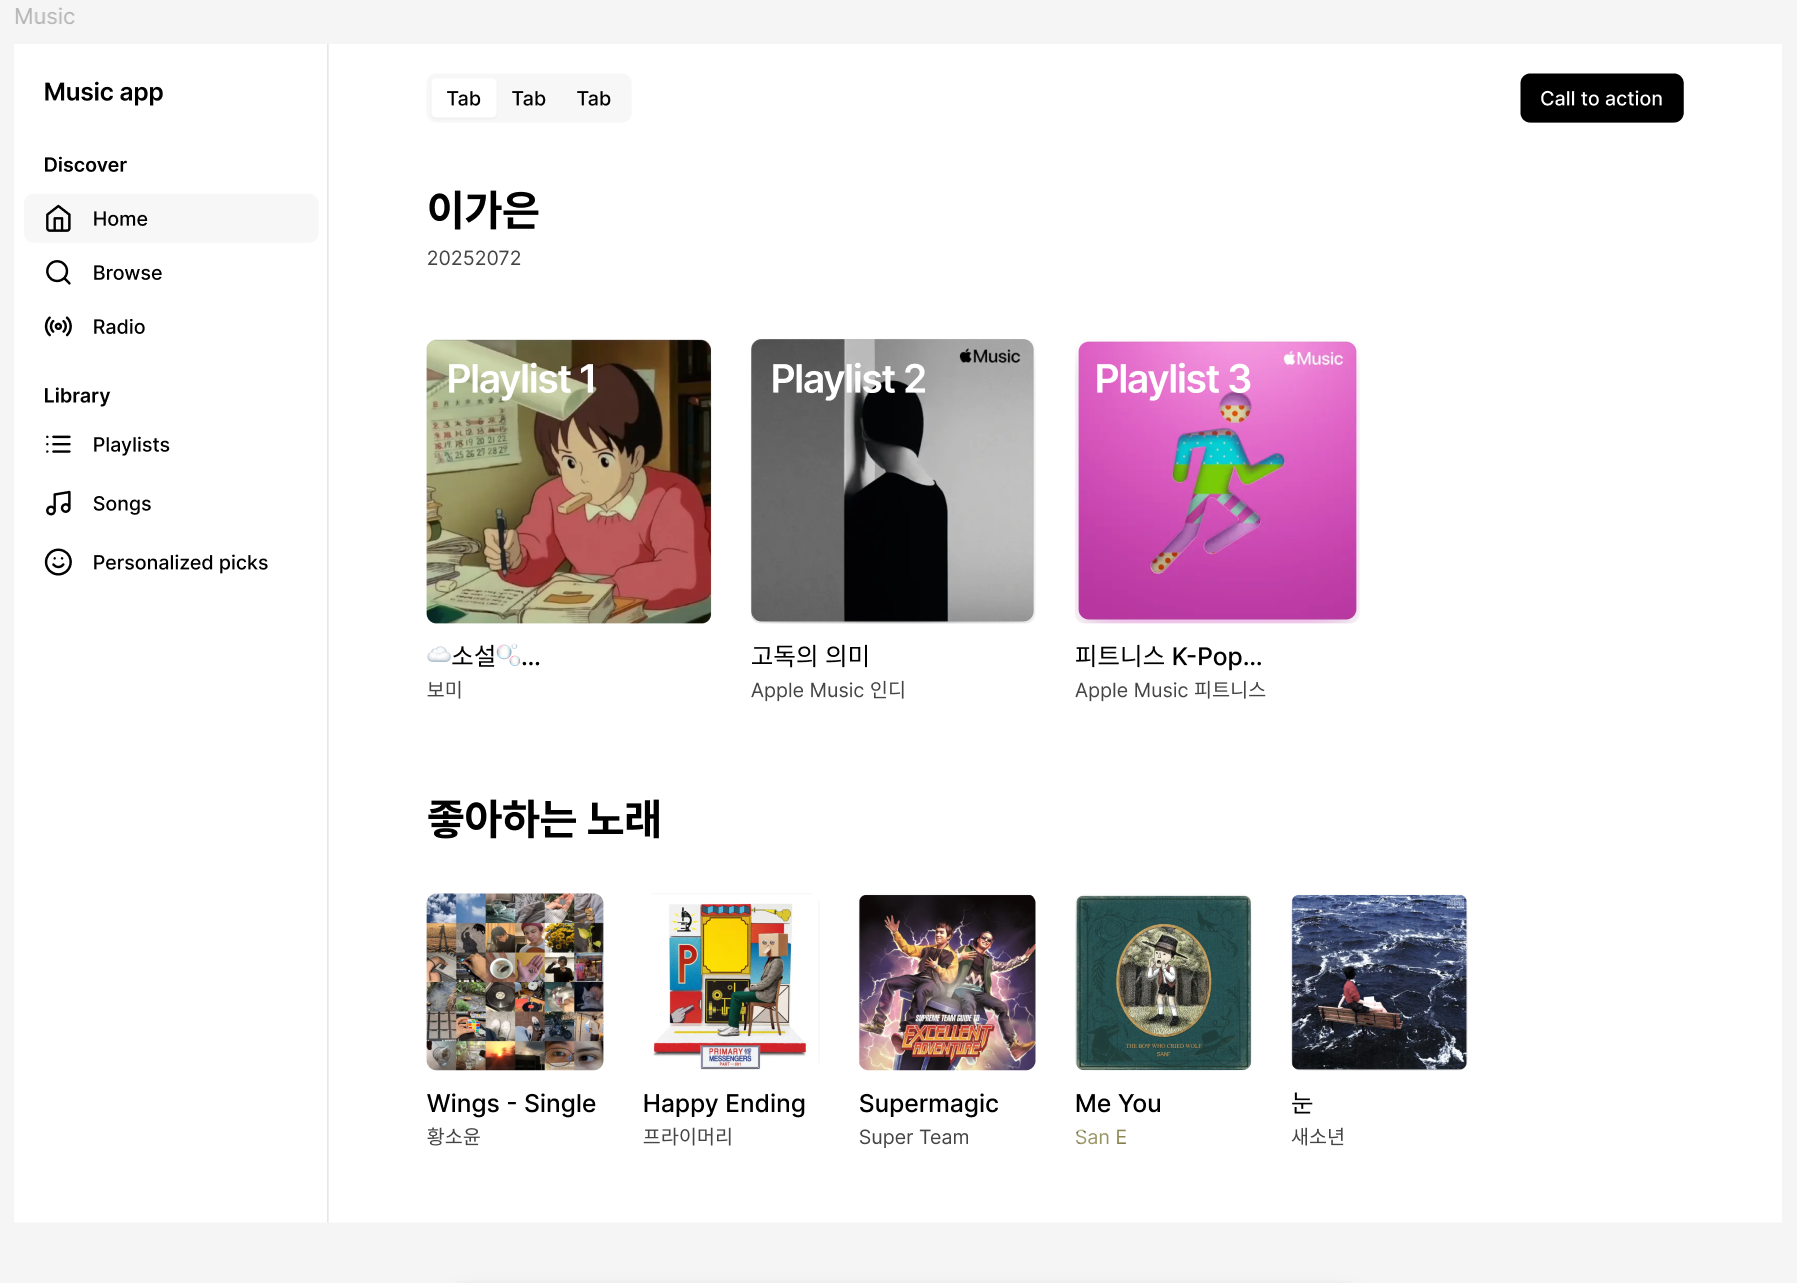 Music
Music app
Discover
Home
Browse
Radio
Library
Playlists
Songs
Personalized picks
Tab Tab Tab
Call to action
이가은
20252072
Playlist 1
Playlist 2
Music
Playlist 3
Music
☁️소설🫧...
보미
고독의 의미
Apple Music 인디
피트니스 K-Pop...
Apple Music 피트니스
좋아하는 노래
P
PRIMARY
MESSENGERS
PART
SUPREME TEAM GUIDE TO
EXCELLENT
ADVENTURE
THE BOY WHO CRIED WOLF
SAN E
Wings - Single
황소윤
Happy Ending
프라이머리
Supermagic
Super Team
Me You
San E
눈
새소년